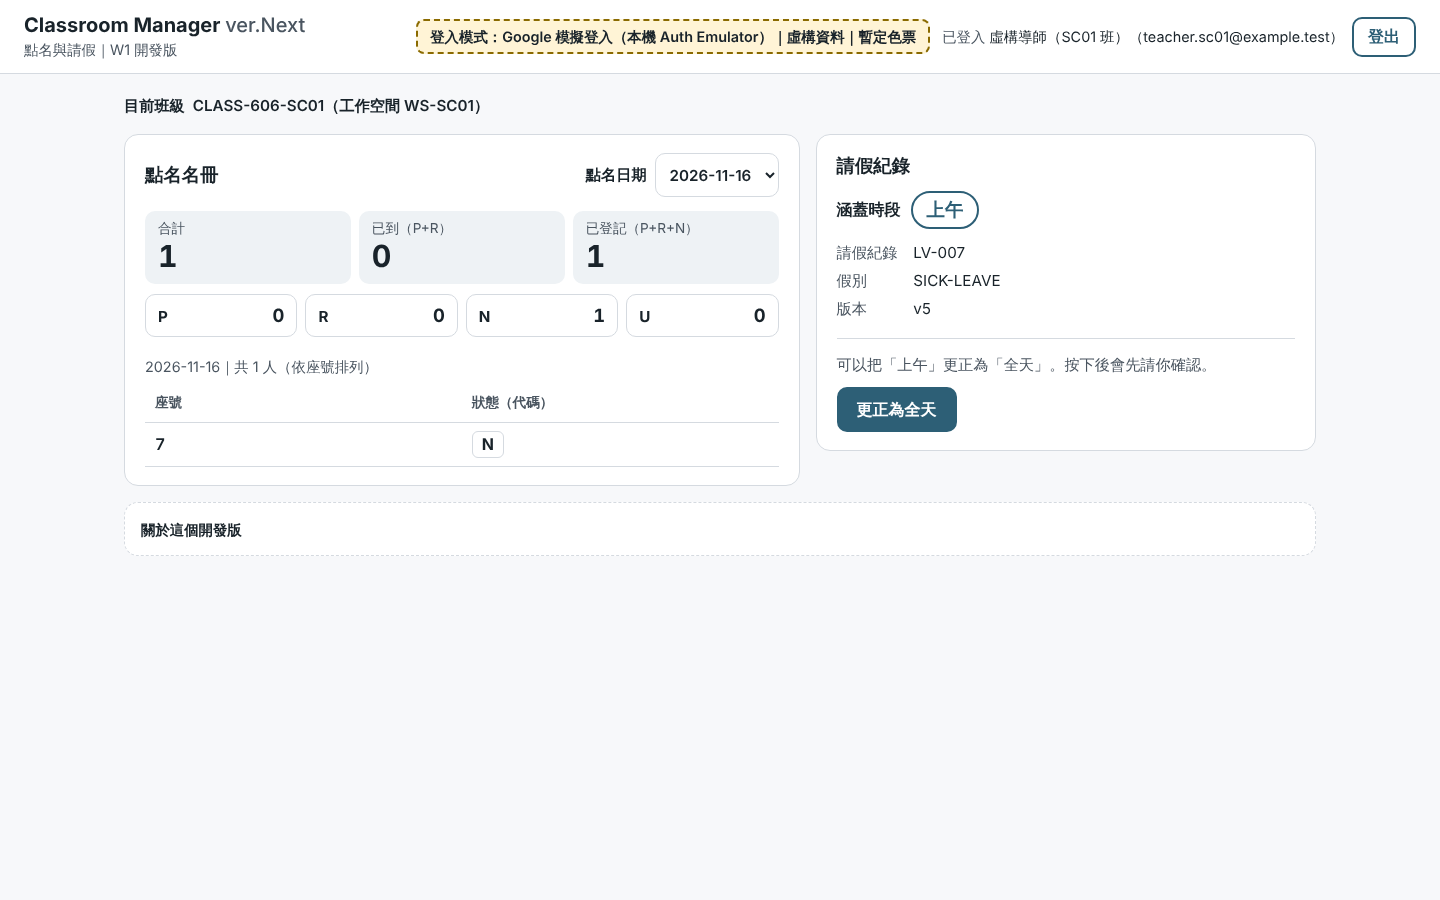 Classroom Manager ver.Next
點名與請假｜W1 開發版
登入模式：Google 模擬登入（本機 Auth Emulator）｜虛構資料｜暫定色票
已登入 虛構導師（SC01 班）（teacher.sc01@example.test）
登出
目前班級 CLASS-606-SC01（工作空間 WS-SC01）
點名名冊
點名日期 2026-11-16
合計 已到（P+R） 已登記（P+R+N）
1 0 1
P 0 R 0 N 1 U 0
2026-11-16｜共 1 人（依座號排列）
座號 狀態（代碼）
7 N
請假紀錄
涵蓋時段 上午
請假紀錄 LV-007
假別 SICK-LEAVE
版本 v5
可以把「上午」更正為「全天」。按下後會先請你確認。
更正為全天
關於這個開發版